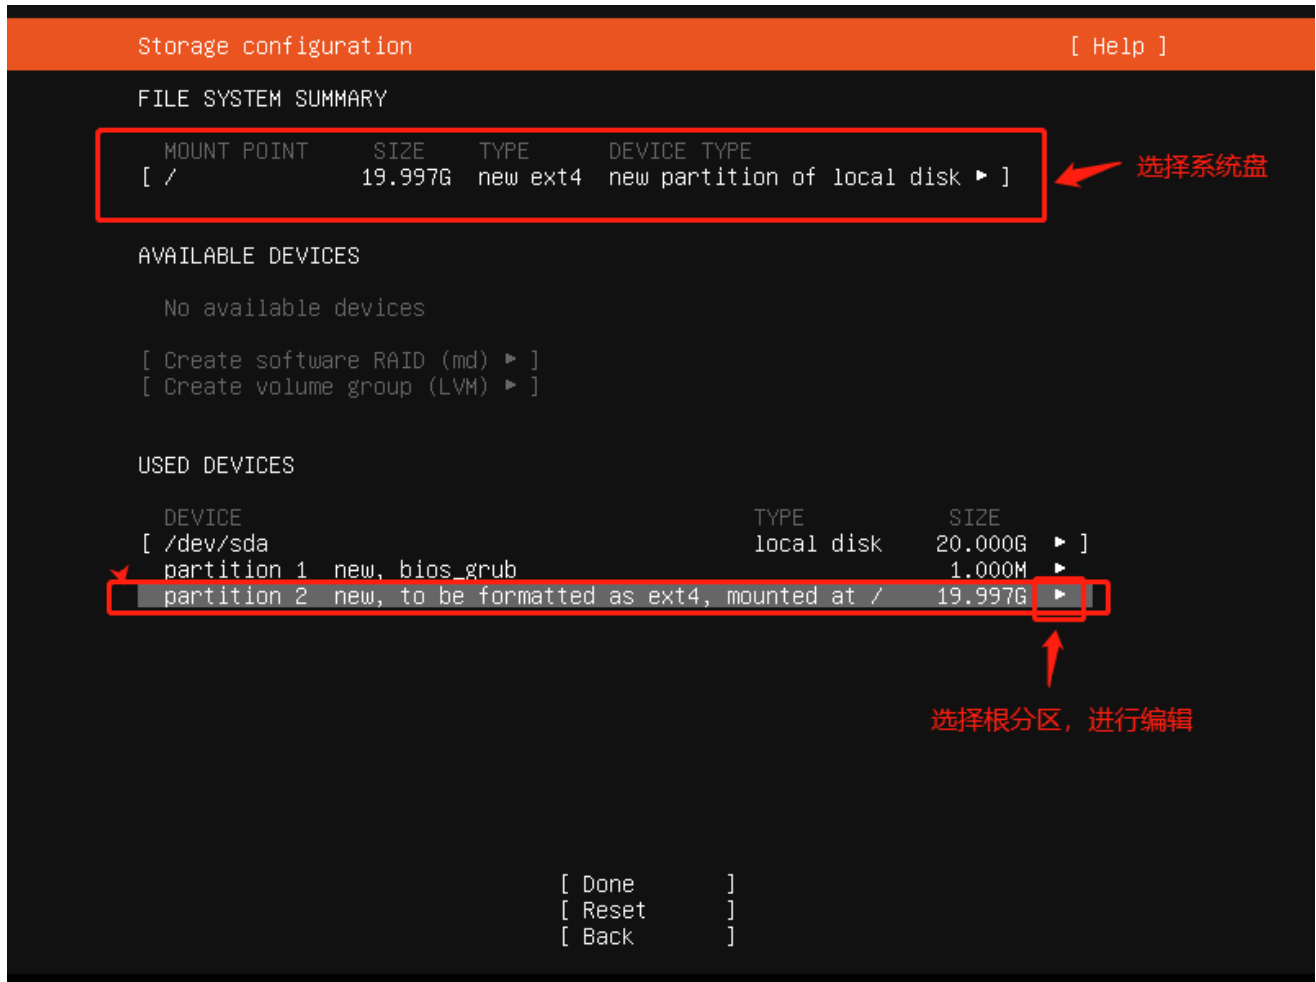 Storage configuration [ Help ]
FILE SYSTEM SUMMARY
MOUNT POINT SIZE TYPE DEVICE TYPE
[ / 19.997G new ext4 new partition of local disk ▸ ]
选择系统盘
AVAILABLE DEVICES
No available devices
[ Create software RAID (md) ▸ ]
[ Create volume group (LVM) ▸ ]
USED DEVICES
DEVICE TYPE SIZE
[ /dev/sda local disk 20.000G ▸ ]
partition 1 new, bios_grub 1.000M ▸
partition 2 new, to be formatted as ext4, mounted at / 19.997G ▸
选择根分区，进行编辑
[ Done ]
[ Reset ]
[ Back ]